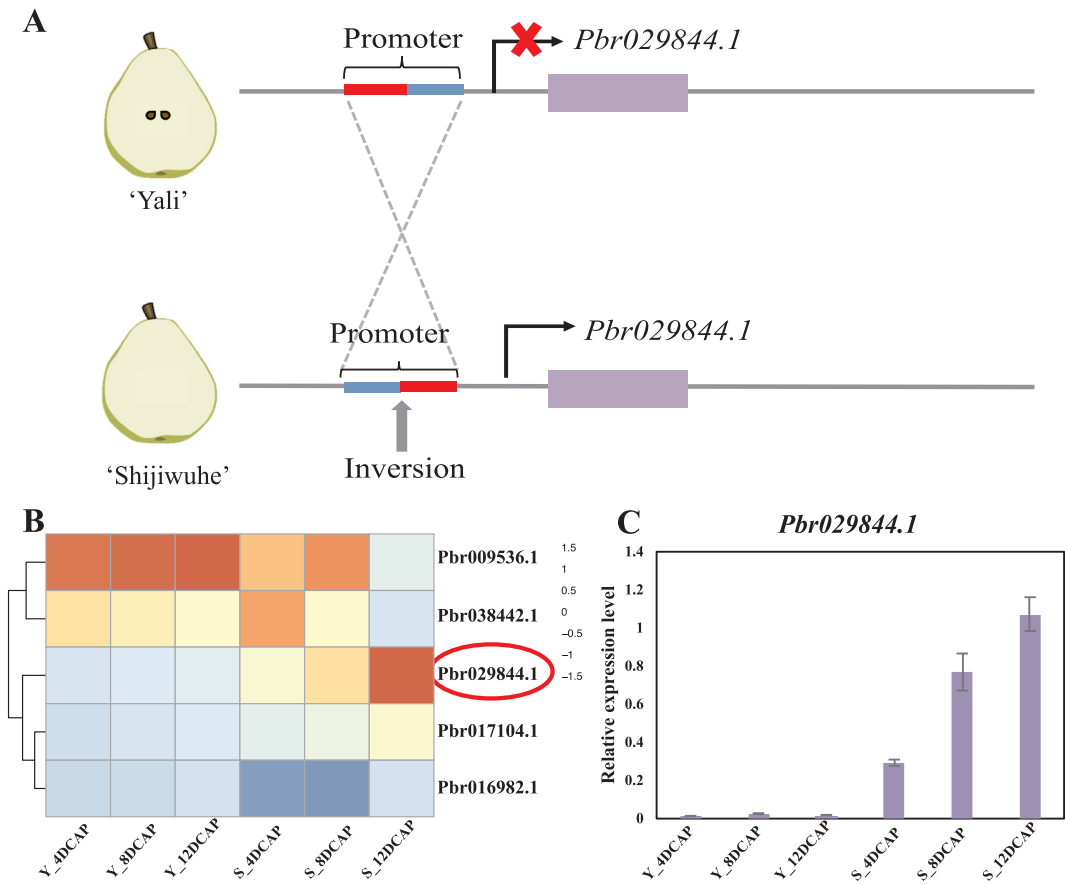 A
Promoter
Pbr029844.1
‘Yali’
Promoter
Pbr029844.1
‘Shijiwuhe’
Inversion
B
Pbr009536.1
Pbr038442.1
Pbr029844.1
Pbr017104.1
Pbr016982.1
1.5
1
0.5
0
−0.5
−1
−1.5
Y_4DCAP
Y_8DCAP
Y_12DCAP
S_4DCAP
S_8DCAP
S_12DCAP
C
Pbr029844.1
Relative expression level
1.4
1.2
1
0.8
0.6
0.4
0.2
0
Y_4DCAP
Y_8DCAP
Y_12DCAP
S_4DCAP
S_8DCAP
S_12DCAP